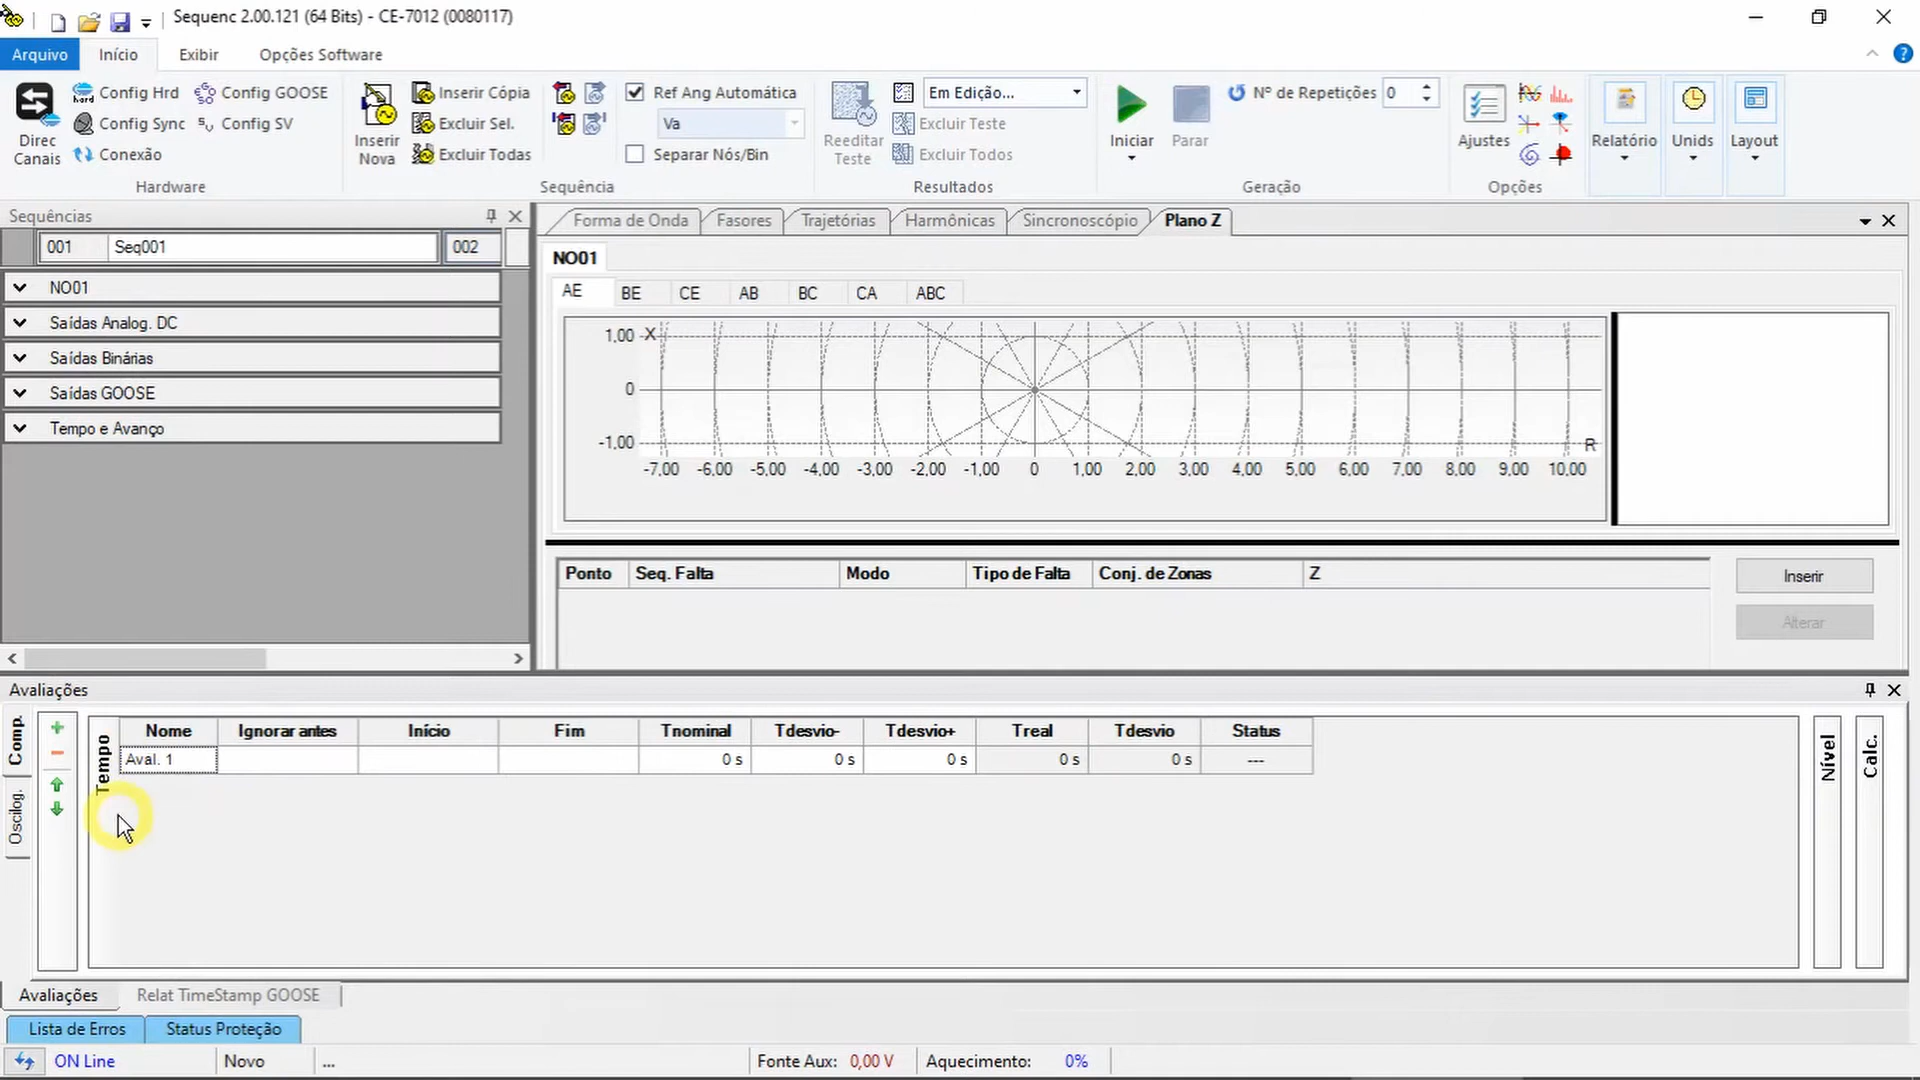 Sequenc 2.00.121 (64 Bits) - CE-7012 (0080117)
Arquivo Início Exibir Opções Software
Direc Canais
Config Hrd Config GOOSE
Config Sync Config SV
Conexão
Hardware
Inserir Nova
Inserir Cópia
Excluir Sel.
Excluir Todas
Ref Ang Automática
Va
Separar Nós/Bin
Sequência
Reeditar Teste
Em Edição...
Excluir Teste
Excluir Todos
Resultados
Iniciar Parar
Nº de Repetições 0
Geração
Ajustes
Opções
Relatório Unids Layout
Sequências
001 Seq001 002
NO01
Saídas Analog. DC
Saídas Binárias
Saídas GOOSE
Tempo e Avanço
Forma de Onda Fasores Trajetórias Harmônicas Sincronoscópio Plano Z
NO01
AE BE CE AB BC CA ABC
1,00 X
0
-1,00 R
-7,00 -6,00 -5,00 -4,00 -3,00 -2,00 -1,00 0 1,00 2,00 3,00 4,00 5,00 6,00 7,00 8,00 9,00 10,00
Ponto Seq. Falta Modo Tipo de Falta Conj. de Zonas Z
Inserir
Alterar
Avaliações
Comp.
Oscilog.
Tempo
Nome Ignorar antes Início Fim Tnominal Tdesvio- Tdesvio+ Treal Tdesvio Status
Aval. 1 0 s 0 s 0 s 0 s 0 s ---
Nível
Calc.
Avaliações Relat TimeStamp GOOSE
Lista de Erros Status Proteção
ON Line Novo ... Fonte Aux: 0,00 V Aquecimento: 0%